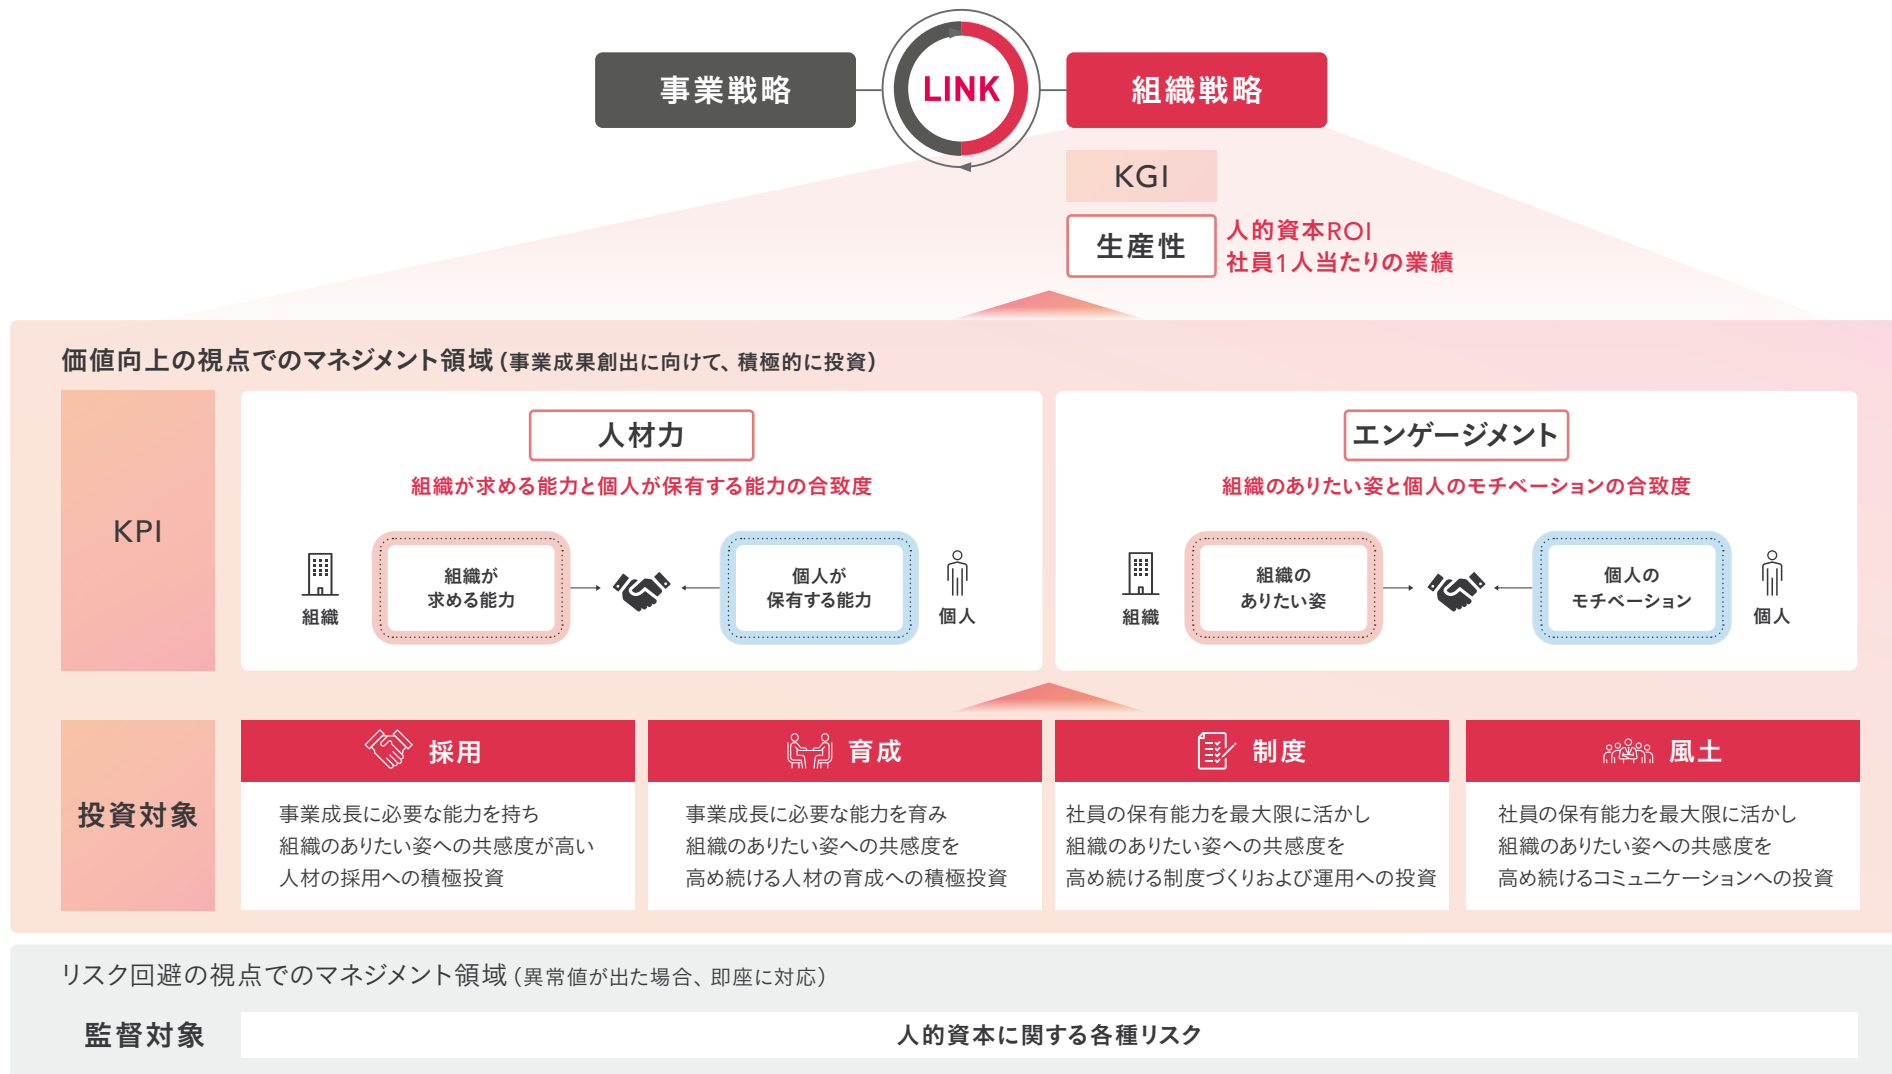 事業戦略
LINK
組織戦略
KGI
生産性
人的資本ROI
社員1人当たりの業績
価値向上の視点でのマネジメント領域（事業成果創出に向けて、積極的に投資）
KPI
人材力
組織が求める能力と個人が保有する能力の合致度
組織
組織が
求める能力
個人が
保有する能力
個人
エンゲージメント
組織のありたい姿と個人のモチベーションの合致度
組織
組織の
ありたい姿
個人の
モチベーション
個人
投資対象
採用
事業成長に必要な能力を持ち
組織のありたい姿への共感度が高い
人材の採用への積極投資
育成
事業成長に必要な能力を育み
組織のありたい姿への共感度を
高め続ける人材の育成への積極投資
制度
社員の保有能力を最大限に活かし
組織のありたい姿への共感度を
高め続ける制度づくりおよび運用への投資
風土
社員の保有能力を最大限に活かし
組織のありたい姿への共感度を
高め続けるコミュニケーションへの投資
リスク回避の視点でのマネジメント領域（異常値が出た場合、即座に対応）
監督対象
人的資本に関する各種リスク